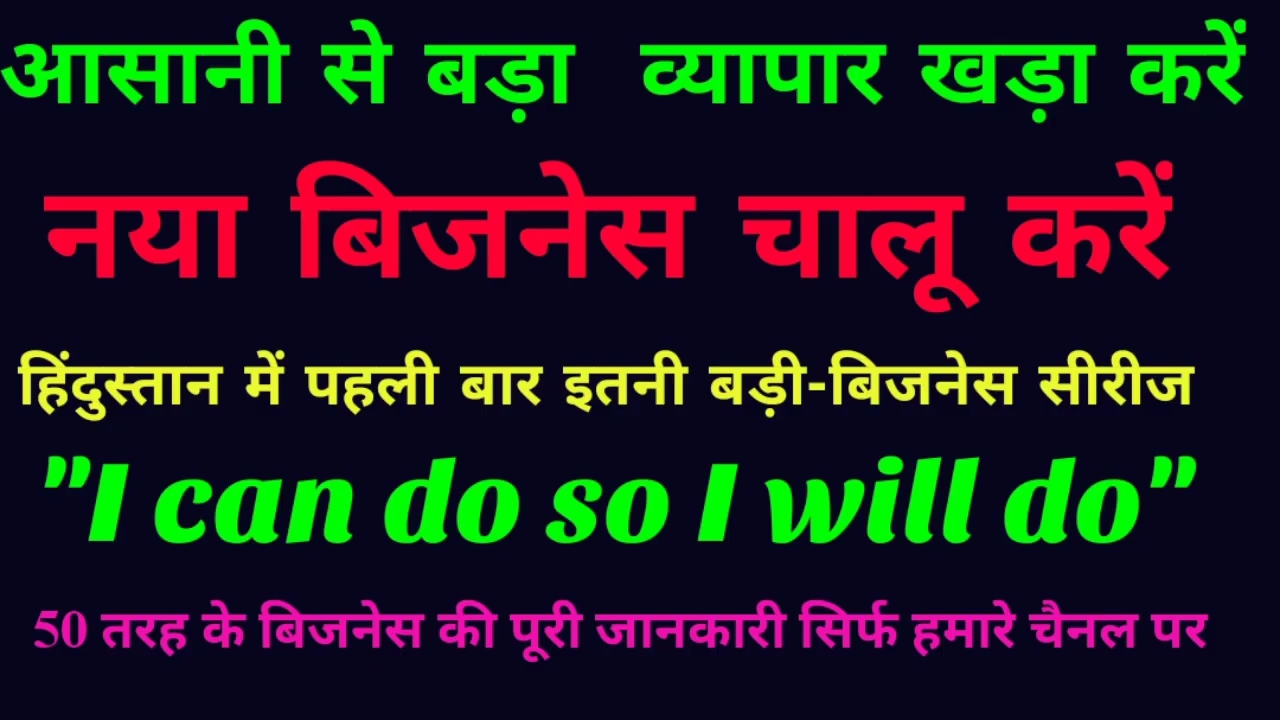 आसानी से बड़ा व्यापार खड़ा करें
नया बिजनेस चालू करें
हिंदुस्तान में पहली बार इतनी बड़ी-बिजनेस सीरीज
"I can do so I will do"
50 तरह के बिजनेस की पूरी जानकारी सिर्फ हमारे चैनल पर